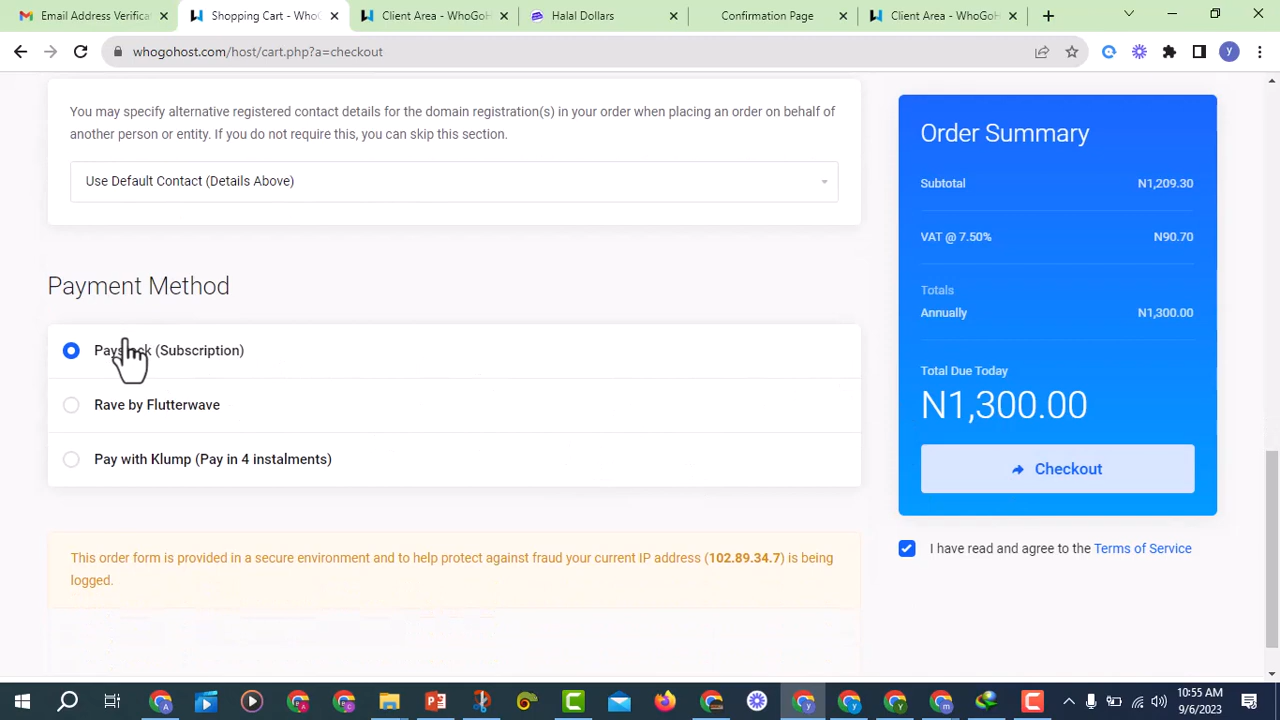 Email Address Verificat
Shopping Cart - WhoGoH
Client Area - WhoGoHost
Halal Dollars
Confirmation Page
Client Area - WhoGoH
whogohost.com/host/cart.php?a=checkout
y
You may specify alternative registered contact details for the domain registration(s) in your order when placing an order on behalf of
another person or entity. If you do not require this, you can skip this section.
Use Default Contact (Details Above)
Payment Method
(Subscription)
Rave by Flutterwave
Pay with Klump (Pay in 4 instalments)
This order form is provided in a secure environment and to help protect against fraud your current IP address (102.89.34.7) is being
logged.
Order Summary
Subtotal N1,209.30
VAT @ 7.50% N90.70
Totals
Annually N1,300.00
Total Due Today
N1,300.00
Checkout
I have read and agree to the Terms of Service
10:55 AM
9/6/2023